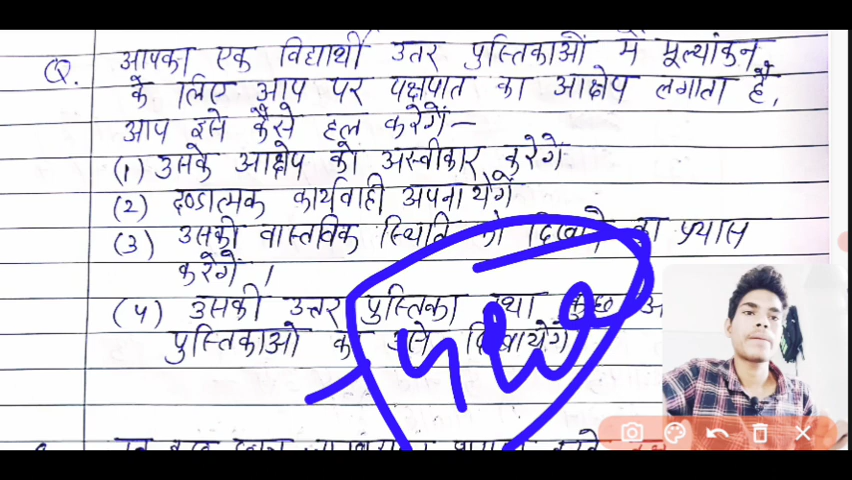 Q. आपका एक विद्यार्थी उत्तर पुस्तिकाओं में मूल्यांकन
के लिए आप पर पक्षपात का आक्षेप लगाता है,
आप इसे कैसे हल करेगें—
(1) उसके आक्षेप को अस्वीकार करेगें
(2) दण्डात्मक कार्यवाही अपनायेगें
(3) उसकी वास्तविक स्थिति को दिखाने का प्रयास
करेगें ।
(4) उसकी उत्तर पुस्तिका तथा कुछ
पुस्तिकाओं को उसे दिखायेगें